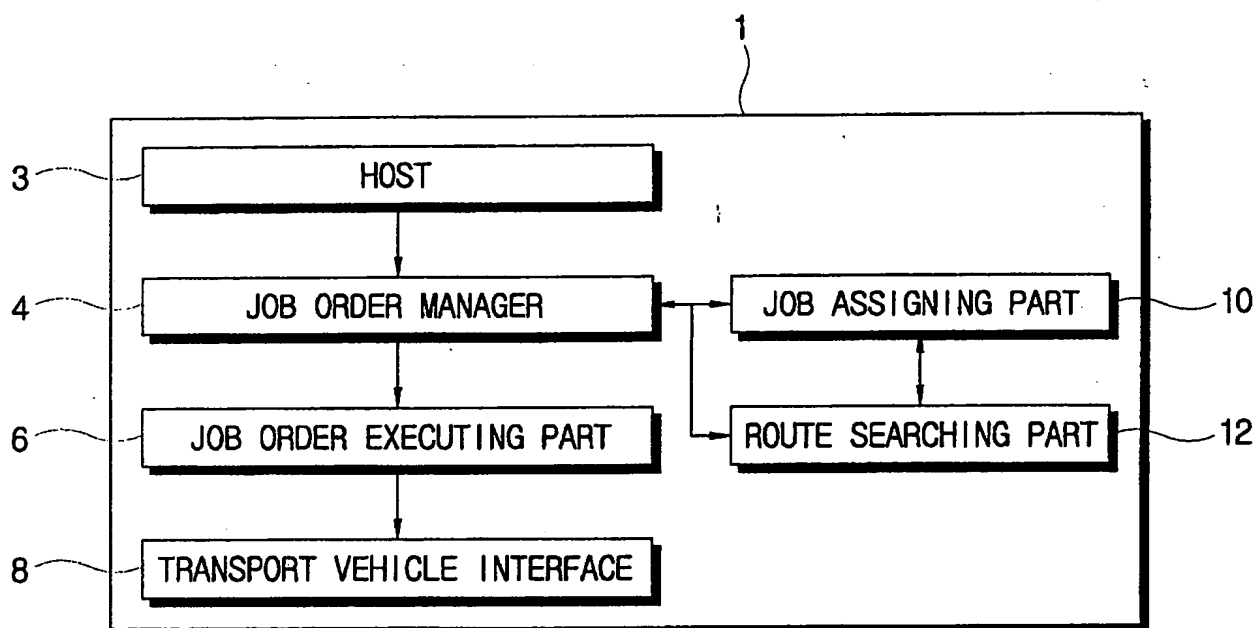 1
3 HOST
4 JOB ORDER MANAGER JOB ASSIGNING PART 10
6 JOB ORDER EXECUTING PART ROUTE SEARCHING PART 12
8 TRANSPORT VEHICLE INTERFACE